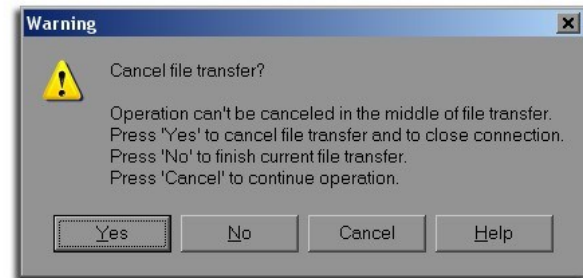 Warning
Cancel file transfer?
Operation can't be canceled in the middle of file transfer.
Press 'Yes' to cancel file transfer and to close connection.
Press 'No' to finish current file transfer.
Press 'Cancel' to continue operation.
Yes No Cancel Help